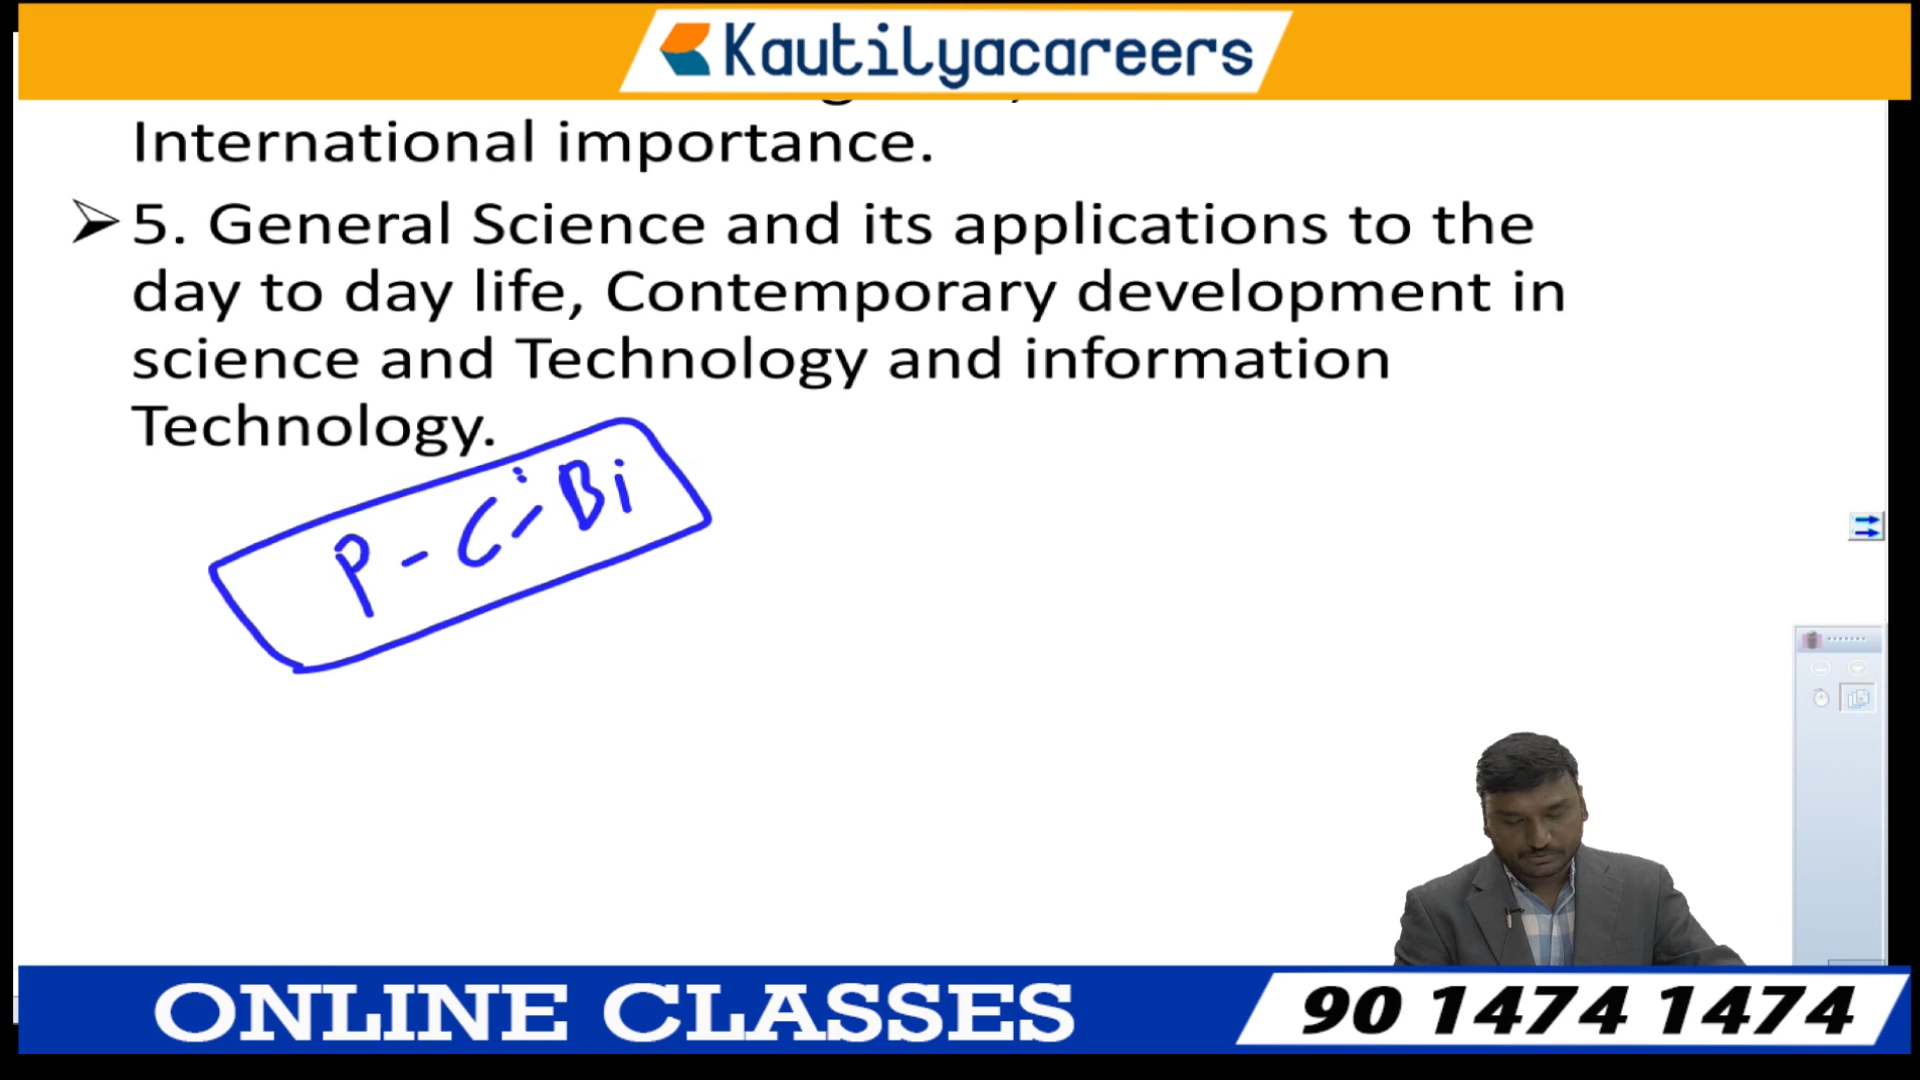 Kautilyacareers
International importance.
5. General Science and its applications to the
day to day life, Contemporary development in
science and Technology and information
Technology.
P - C - Bi
ONLINE CLASSES
90 1474 1474